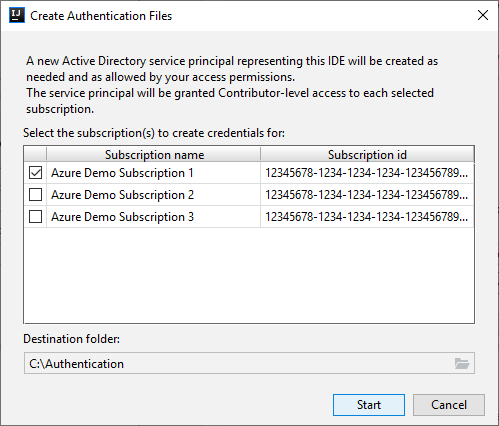 IJ Create Authentication Files
A new Active Directory service principal representing this IDE will be created as
needed and as allowed by your access permissions.
The service principal will be granted Contributor-level access to each selected
subscription.
Select the subscription(s) to create credentials for:
Subscription name Subscription id
Azure Demo Subscription 1 12345678-1234-1234-1234-123456789...
Azure Demo Subscription 2 12345678-1234-1234-1234-123456789...
Azure Demo Subscription 3 12345678-1234-1234-1234-123456789...
Destination folder:
C:\Authentication
Start Cancel